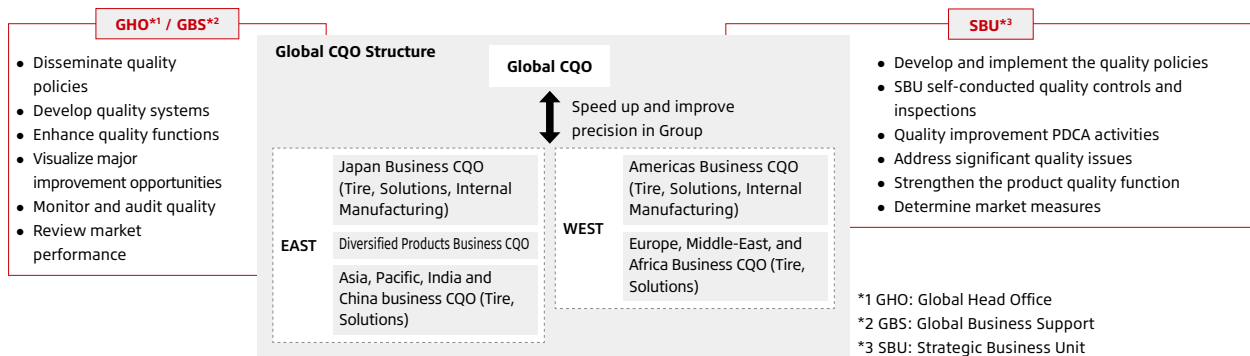 GHO*1 / GBS*2
• Disseminate quality
policies
• Develop quality systems
• Enhance quality functions
• Visualize major
improvement opportunities
• Monitor and audit quality
• Review market
performance
Global CQO Structure
Global CQO
Speed up and improve
precision in Group
EAST
Japan Business CQO
(Tire, Solutions, Internal
Manufacturing)
Diversified Products Business CQO
Asia, Pacific, India and
China business CQO (Tire,
Solutions)
WEST
Americas Business CQO
(Tire, Solutions, Internal
Manufacturing)
Europe, Middle-East, and
Africa Business CQO (Tire,
Solutions)
SBU*3
• Develop and implement the quality policies
• SBU self-conducted quality controls and
inspections
• Quality improvement PDCA activities
• Address significant quality issues
• Strengthen the product quality function
• Determine market measures
*1 GHO: Global Head Office
*2 GBS: Global Business Support
*3 SBU: Strategic Business Unit